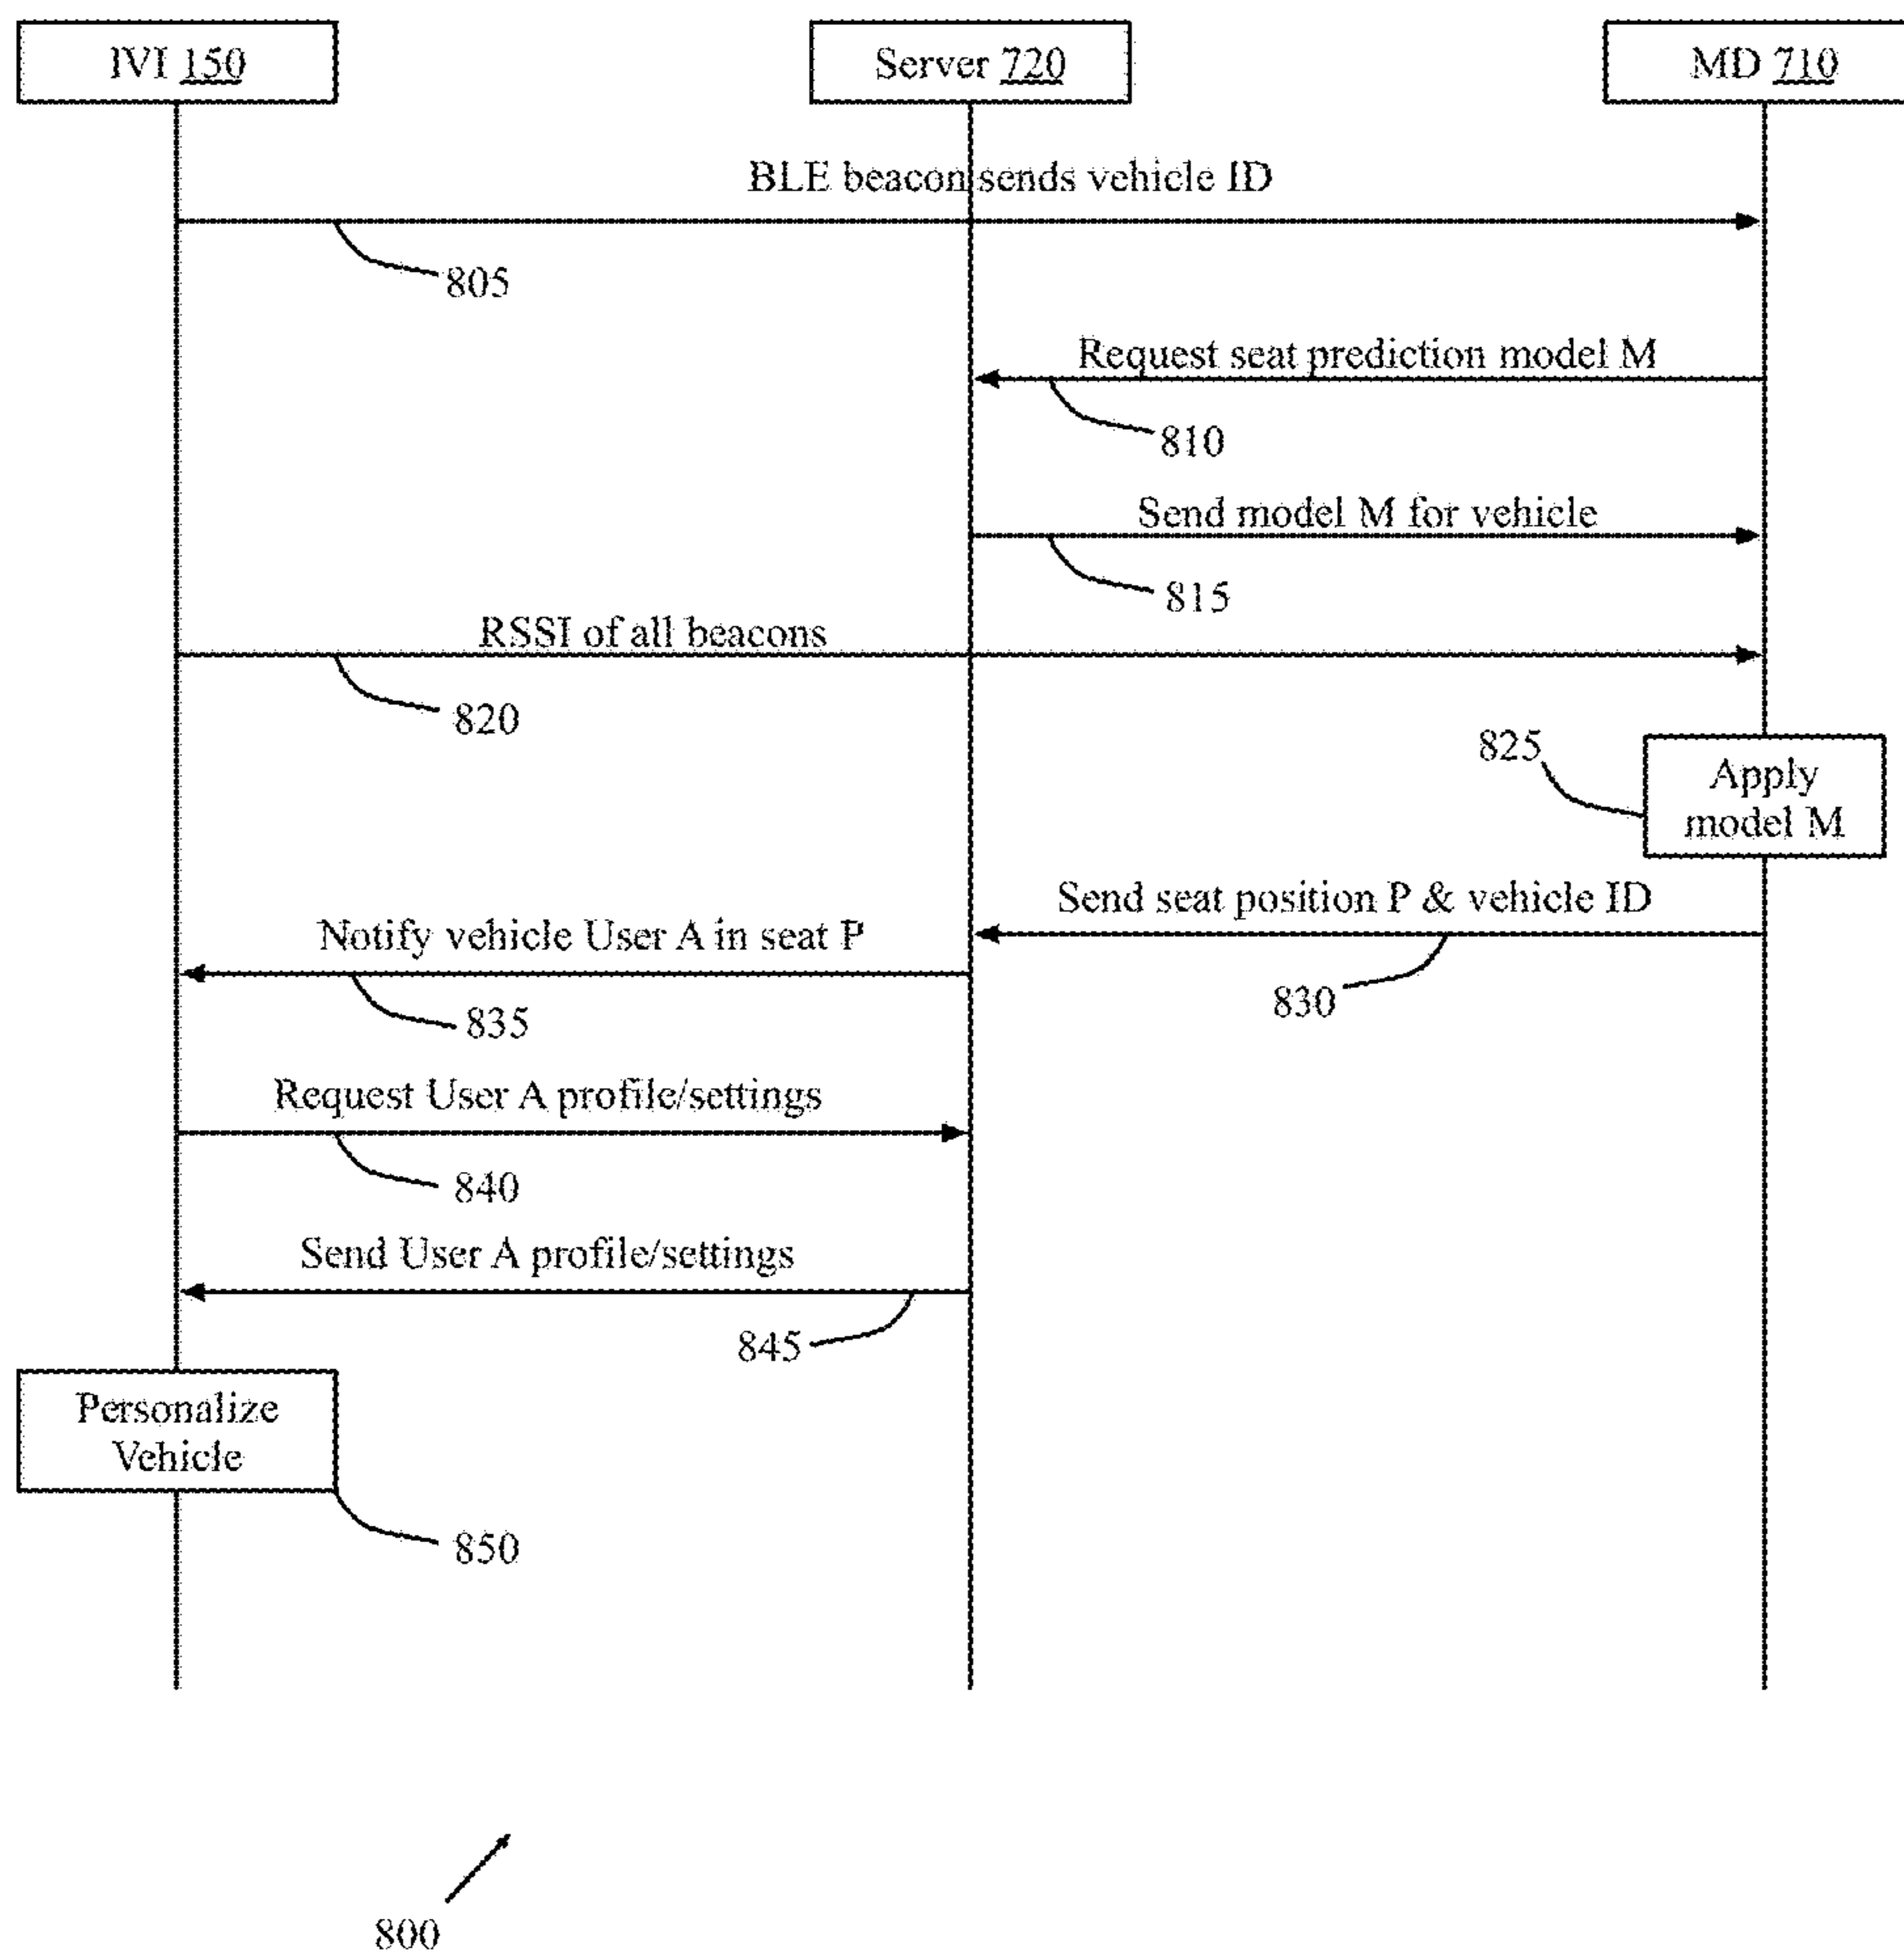 IVI 150
Server 720
MD 710
BLE beacon sends vehicle ID
805
Request seat prediction model M
810
Send model M for vehicle
815
RSSI of all beacons
820
825
Apply
model M
Send seat position P & vehicle ID
830
Notify vehicle User A in seat P
835
Request User A profile/settings
840
Send User A profile/settings
845
Personalize
Vehicle
850
800